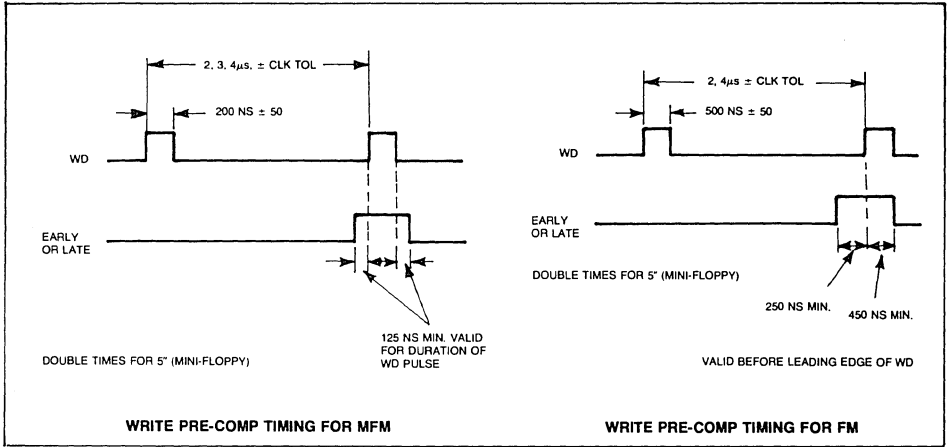 2, 3, 4µs, ± CLK TOL
200 NS ± 50
WD
EARLY
OR LATE
125 NS MIN. VALID
FOR DURATION OF
WD PULSE
DOUBLE TIMES FOR 5" (MINI-FLOPPY)
WRITE PRE-COMP TIMING FOR MFM
2, 4µs ± CLK TOL
500 NS ± 50
WD
EARLY
OR LATE
DOUBLE TIMES FOR 5" (MINI-FLOPPY)
250 NS MIN.
450 NS MIN.
VALID BEFORE LEADING EDGE OF WD
WRITE PRE-COMP TIMING FOR FM